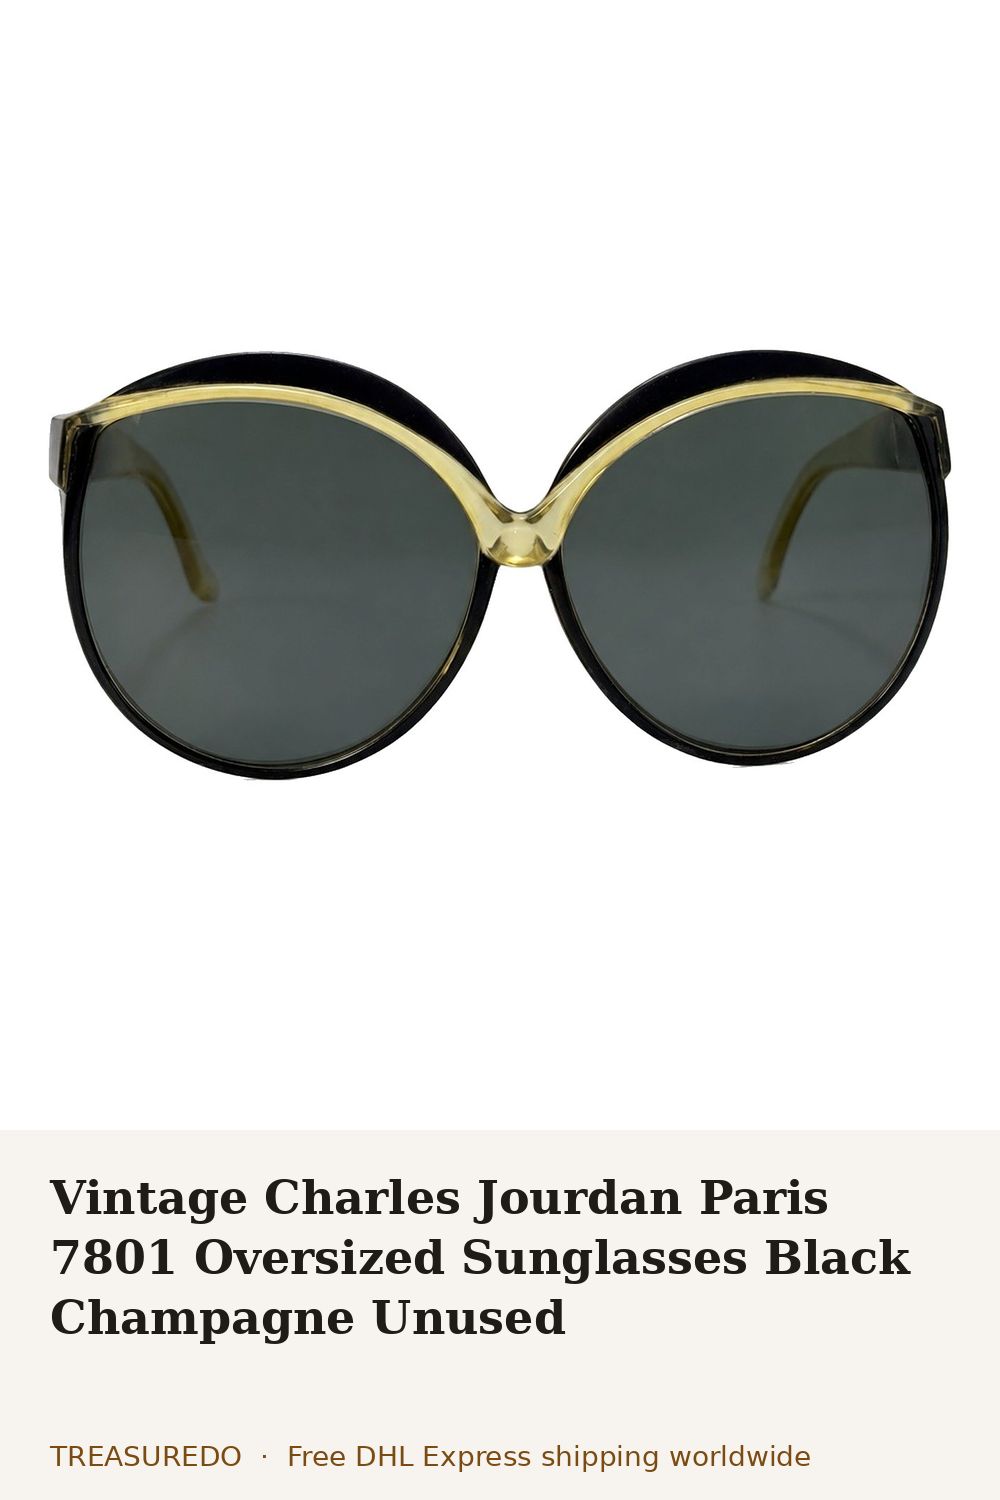 Vintage Charles Jourdan Paris
7801 Oversized Sunglasses Black
Champagne Unused
TREASUREDO · Free DHL Express shipping worldwide